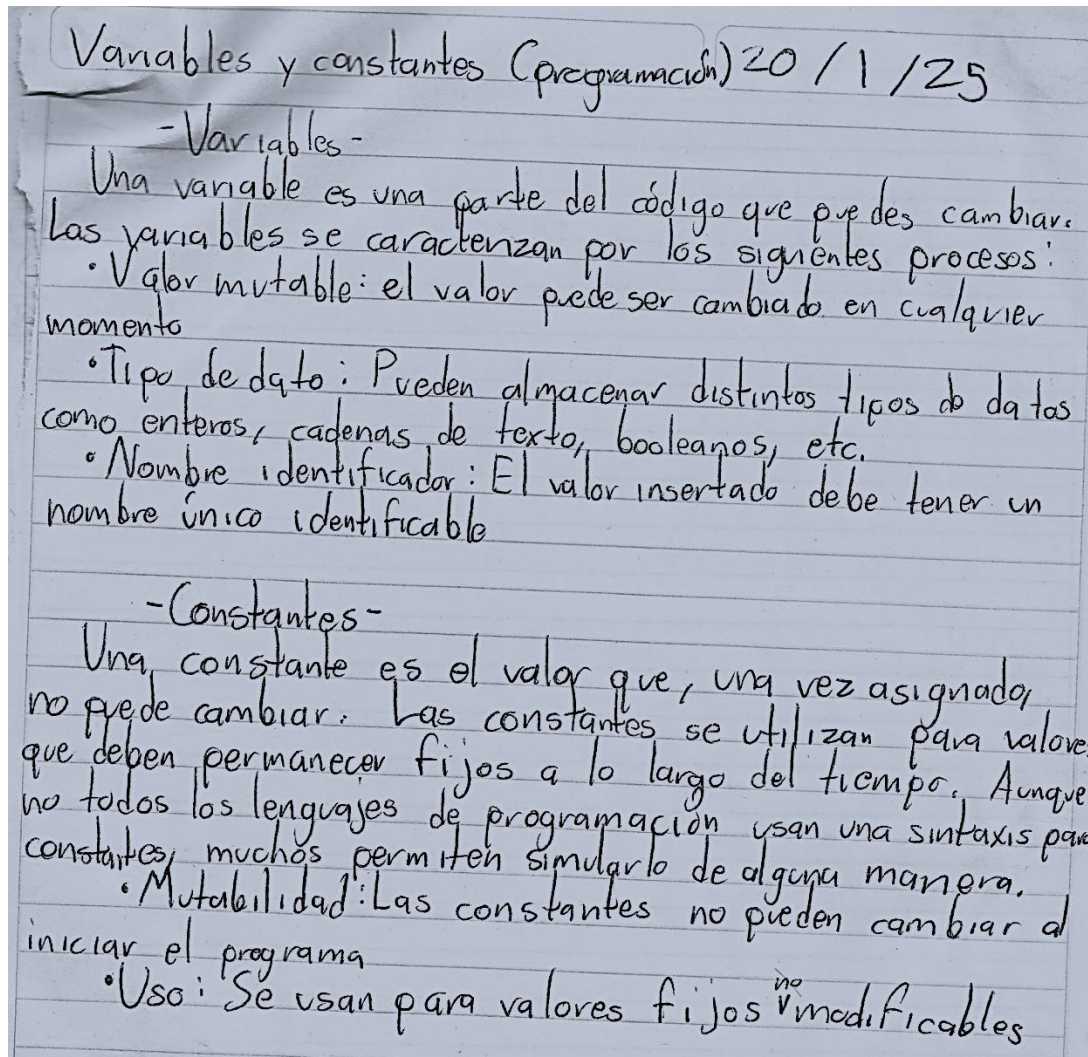 Variables y constantes (programación) 20/1/25
-Variables-
Una variable es una parte del código que puedes cambiar.
Las variables se caracterizan por los siguientes procesos:
•Valor mutable: el valor puede ser cambiado en cualquier
momento
•Tipo de dato: Pueden almacenar distintos tipos de datos
como enteros, cadenas de texto, booleanos, etc.
•Nombre identificador: El valor insertado debe tener un
nombre único identificable
-Constantes-
Una constante es el valor que, una vez asignado,
no puede cambiar. Las constantes se utilizan para valores
que deben permanecer fijos a lo largo del tiempo. Aunque
no todos los lenguajes de programación usan una sintaxis para
constantes, muchos permiten simularlo de alguna manera.
•Mutabilidad: Las constantes no pueden cambiar al
iniciar el programa
•Uso: Se usan para valores fijos no modificables